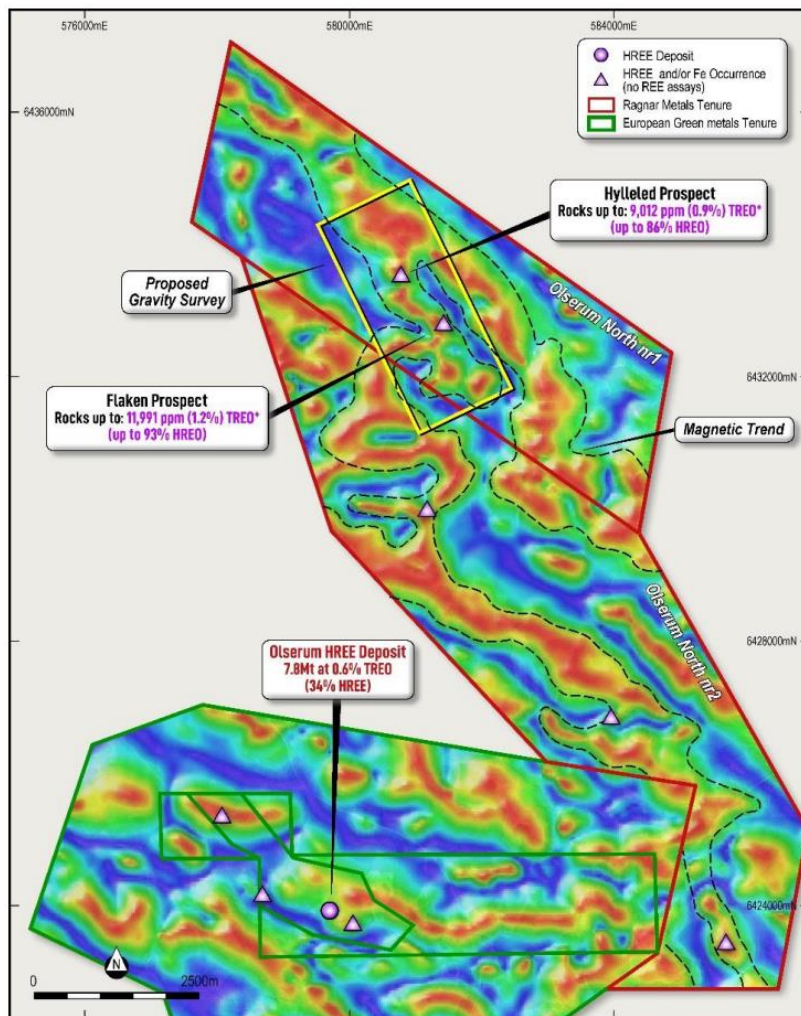 576000mE
580000mE
584000mE
HREE Deposit
HREE and/or Fe Occurrence
(no REE assays)
Ragnar Metals Tenure
European Green metals Tenure
6436000mN
Hylleled Prospect
Rocks up to: 9,012 ppm (0.9%) TREO*
(up to 86% HREO)
Proposed
Gravity Survey
Olserum North nr1
6432000mN
Flaken Prospect
Rocks up to: 11,991 ppm (1.2%) TREO*
(up to 93% HREO)
Magnetic Trend
Olserum North nr2
6428000mN
Olserum HREE Deposit
7.8Mt at 0.6% TREO
(34% HREE)
6424000mN
N
0
2500m